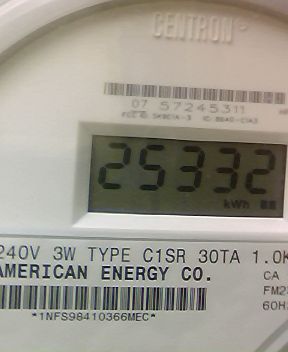 CENTRON
07 57245311
25332
kWh
240V 3W TYPE C1SR 30TA 1.0K
AMERICAN ENERGY CO.
CA
FM2
60H
*1NFS98410366MEC*